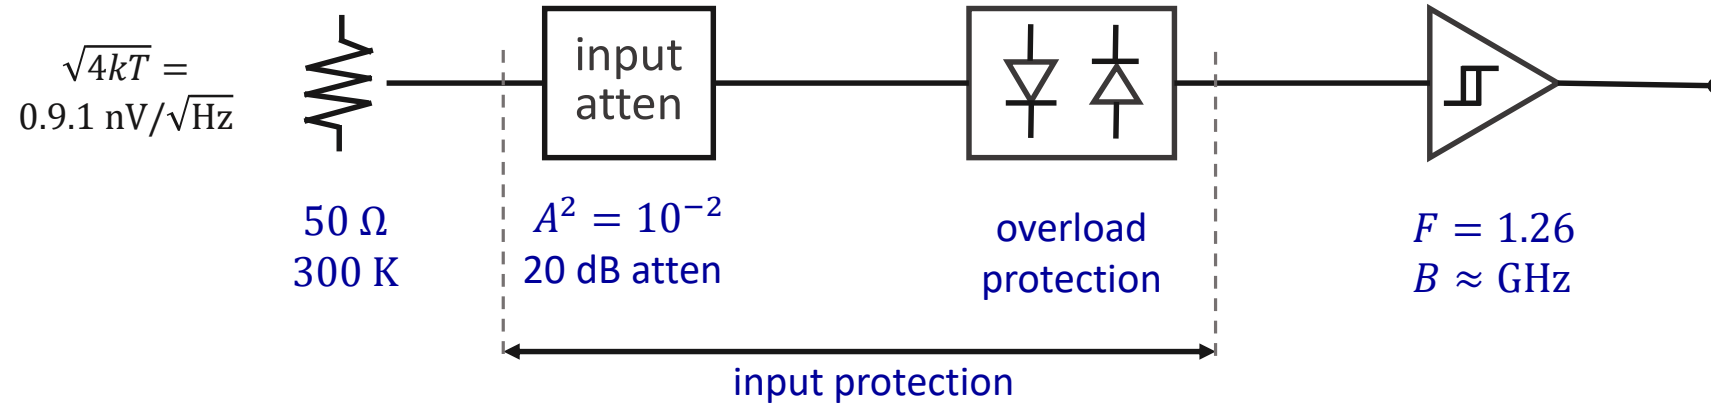 √4kT =
0.9.1 nV/√Hz
50 Ω
300 K
input
atten
A² = 10⁻²
20 dB atten
overload
protection
F = 1.26
B ≈ GHz
input protection